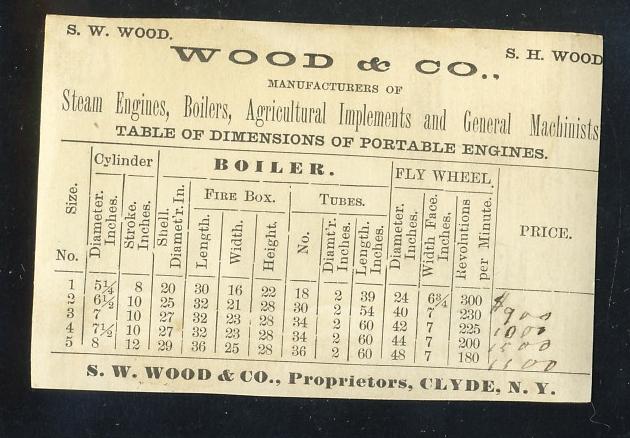 S. W. WOOD.
S. H. WOOD
WOOD & CO.,
MANUFACTURERS OF
Steam Engines, Boilers, Agricultural Implements and General Machinists
TABLE OF DIMENSIONS OF PORTABLE ENGINES.
Cylinder BOILER. FLY WHEEL
FIRE BOX. TUBES.
Size. No. Diameter. Inches. Stroke. Inches. Shell. Diamet'r. In. Length. Width. Height. No. Diamt'r. Inches. Length. Inches. Diameter. Inches. Width Face. Inches. Revolutions per Minute. PRICE.
1 5¼ 8 20 30 16 22 18 2 39 24 6¾ 300
2 6½ 10 25 32 21 28 30 2 54 40 7 230 $900
3 7 10 27 32 23 28 34 2 60 42 7 225 1000
4 7½ 10 27 32 23 28 34 2 60 44 7 200
5 8 12 29 36 25 28 36 2 60 48 7 180
S. W. WOOD & CO., Proprietors, CLYDE, N. Y.